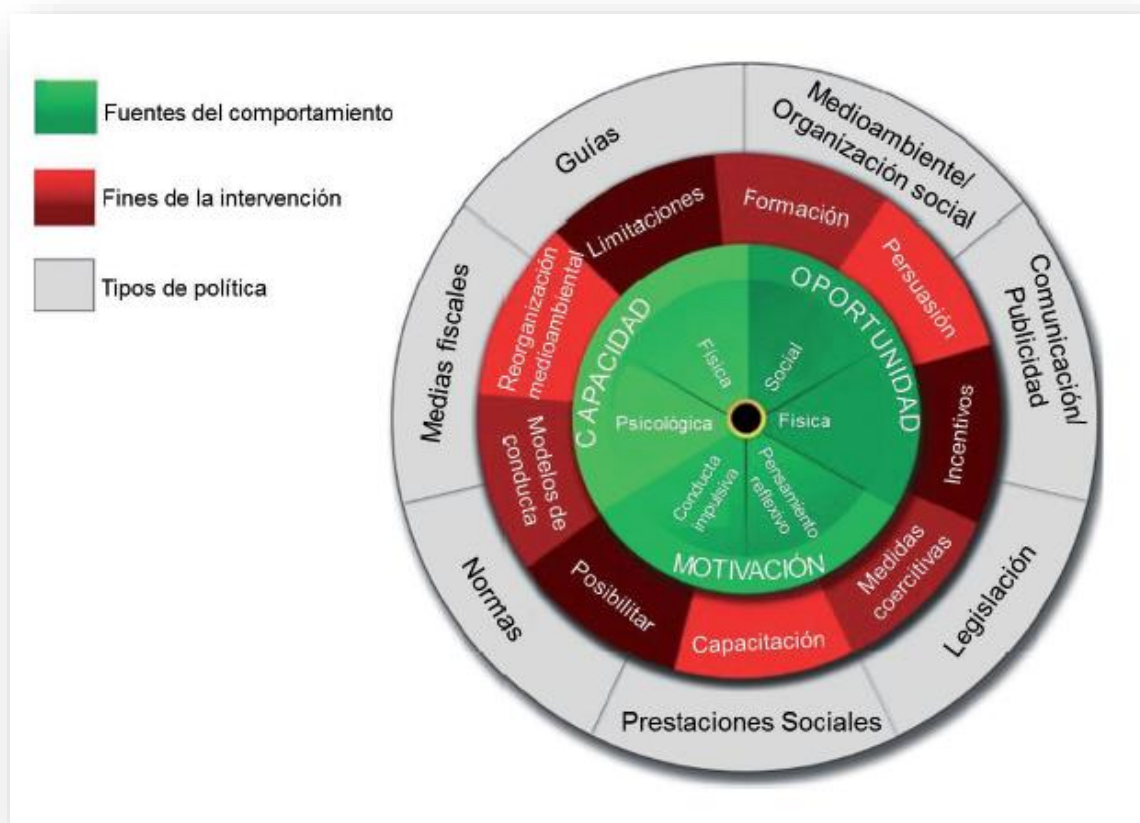 Fuentes del comportamiento
Fines de la intervención
Tipos de política
Guías
Medioambiente/
Organización social
Comunicación/
Publicidad
Legislación
Prestaciones Sociales
Normas
Medias fiscales
Limitaciones
Formación
Persuasión
Incentivos
Medidas
coercitivas
Capacitación
Posibilitar
Modelos de
conducta
Reorganización
medioambiental
CAPACIDAD
OPORTUNIDAD
MOTIVACIÓN
Física
Social
Psicológica
Física
Conducta
impulsiva
Pensamiento
reflexivo